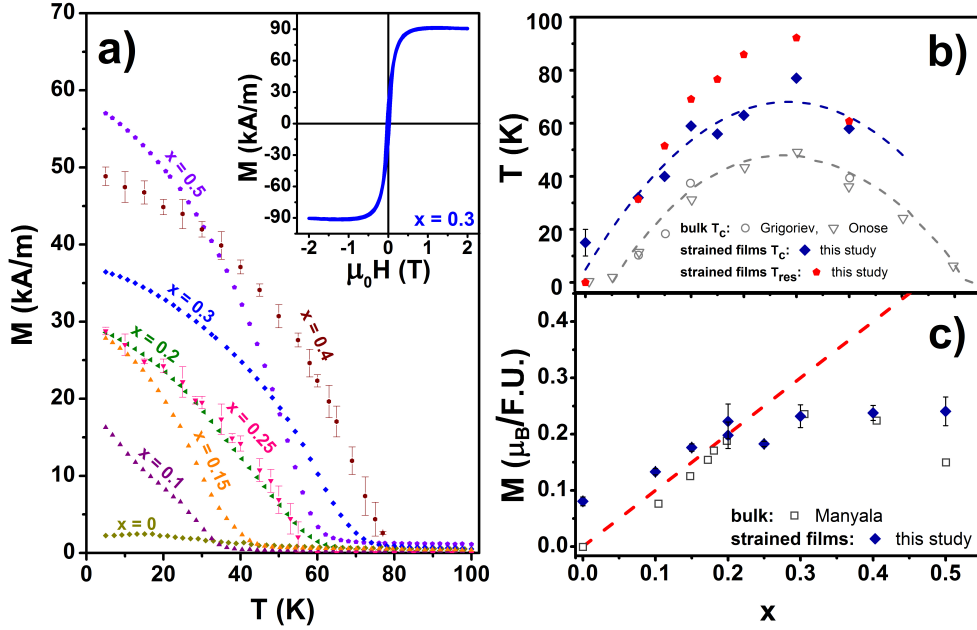 a)
M (kA/m)
70
60
50
40
30
20
10
0
0
20
40
60
80
100
T (K)
x = 0.5
x = 0.4
x = 0.3
x = 0.2
x = 0.25
x = 0.15
x = 0.1
x = 0
M (kA/m)
90
60
30
0
-30
-60
-90
-2
-1
0
1
2
μ0H (T)
x = 0.3
b)
T (K)
100
80
60
40
20
0
bulk TC: Grigoriev, Onose
strained films TC: this study
strained films Tres: this study
c)
M (μB/F.U.)
0.4
0.3
0.2
0.1
0.0
bulk: Manyala
strained films: this study
0.0
0.1
0.2
0.3
0.4
0.5
x